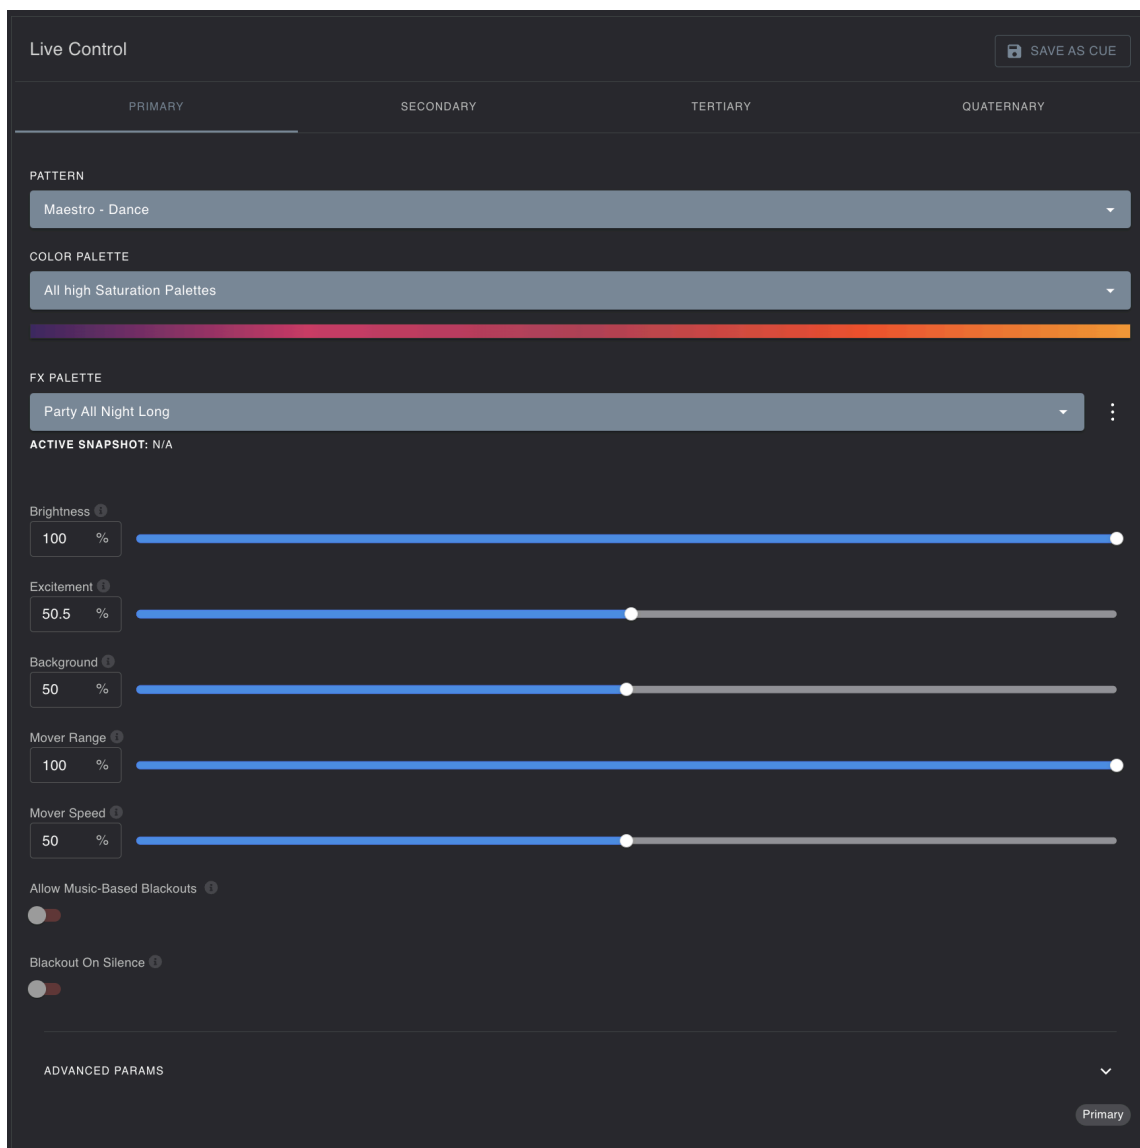 Live Control
SAVE AS CUE
PRIMARY
SECONDARY
TERTIARY
QUATERNARY
PATTERN
Maestro - Dance
COLOR PALETTE
All high Saturation Palettes
FX PALETTE
Party All Night Long
ACTIVE SNAPSHOT: N/A
Brightness
100 %
Excitement
50.5 %
Background
50 %
Mover Range
100 %
Mover Speed
50 %
Allow Music-Based Blackouts
Blackout On Silence
ADVANCED PARAMS
Primary